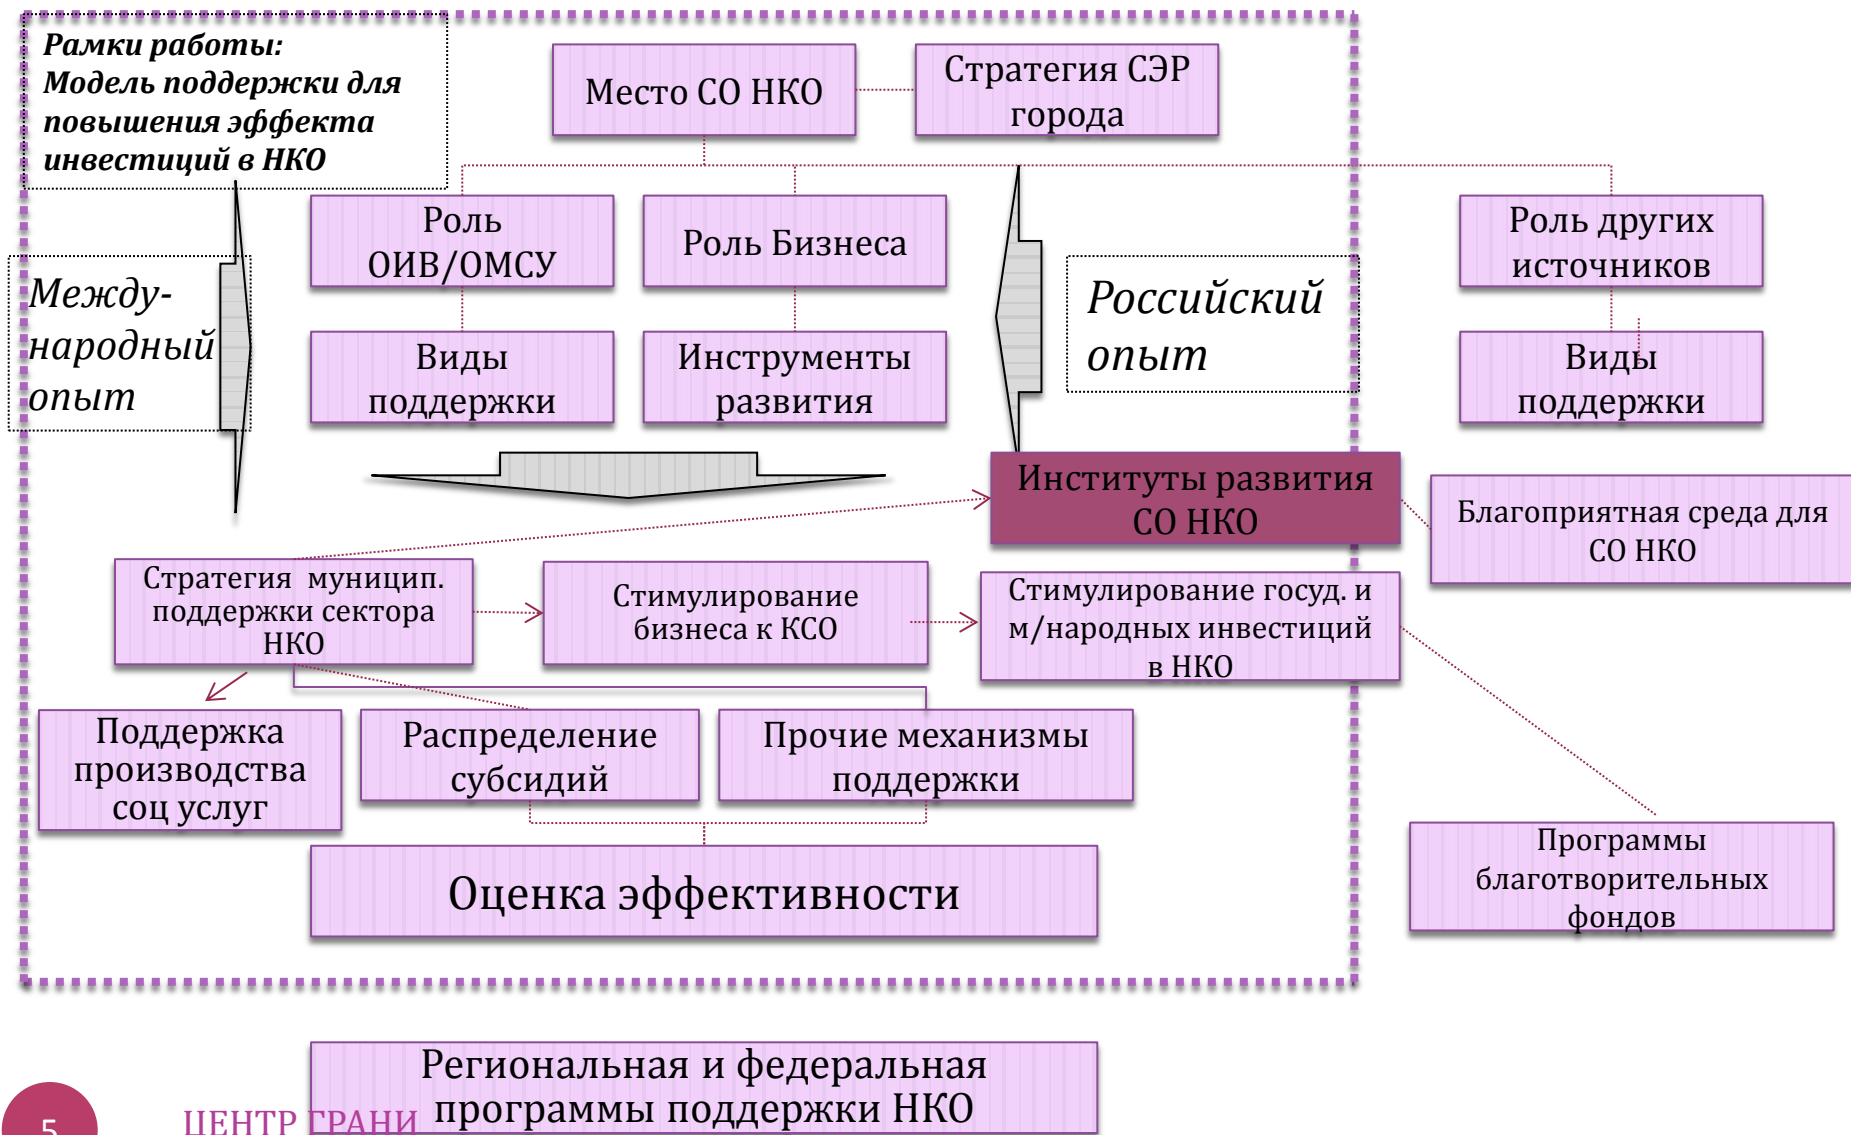 Рамки работы:
Модель поддержки для
повышения эффекта
инвестиций в НКО
Место СО НКО
Стратегия СЭР
города
Роль
ОИВ/ОМСУ
Роль Бизнеса
Роль других
источников
Между-
народный
опыт
Российский
опыт
Виды
поддержки
Инструменты
развития
Виды
поддержки
Институты развития
СО НКО
Благоприятная среда для
СО НКО
Стратегия муницип.
поддержки сектора
НКО
Стимулирование
бизнеса к КСО
Стимулирование госуд. и
м/народных инвестиций
в НКО
Поддержка
производства
соц услуг
Распределение
субсидий
Прочие механизмы
поддержки
Оценка эффективности
Программы
благотворительных
фондов
Региональная и федеральная
программы поддержки НКО
5
ЦЕНТР ГРАНИ